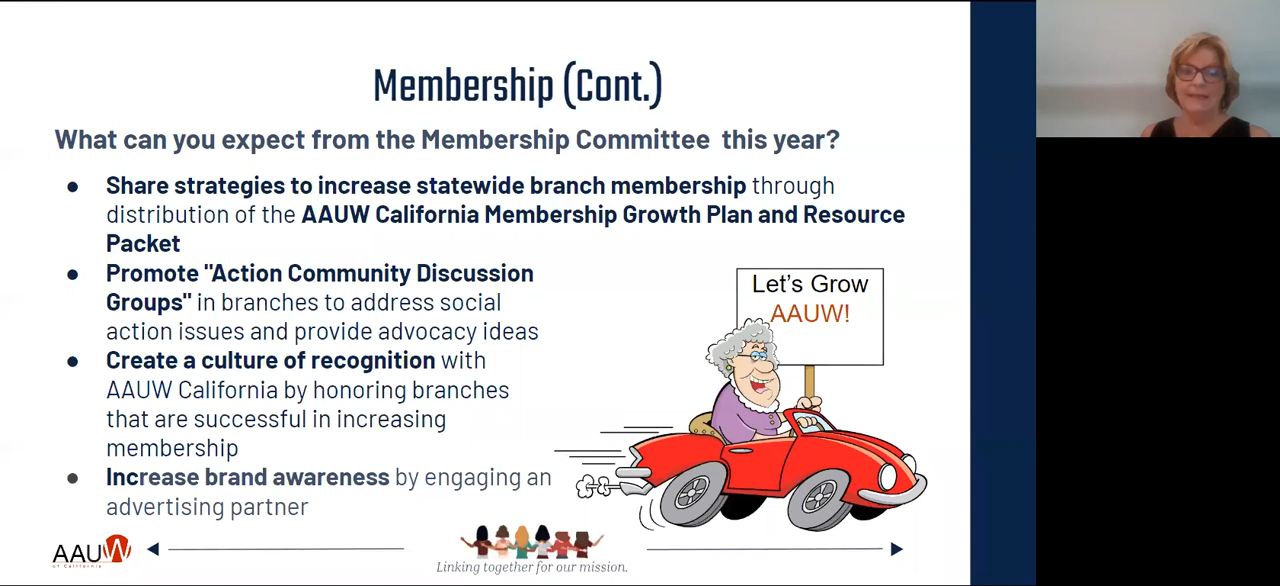 Membership (Cont.)
What can you expect from the Membership Committee this year?
● Share strategies to increase statewide branch membership through
distribution of the AAUW California Membership Growth Plan and Resource
Packet
● Promote "Action Community Discussion
Groups" in branches to address social
action issues and provide advocacy ideas
● Create a culture of recognition with
AAUW California by honoring branches
that are successful in increasing
membership
● Increase brand awareness by engaging an
advertising partner
Let's Grow
AAUW!
AAUW
of California
Linking together for our mission.